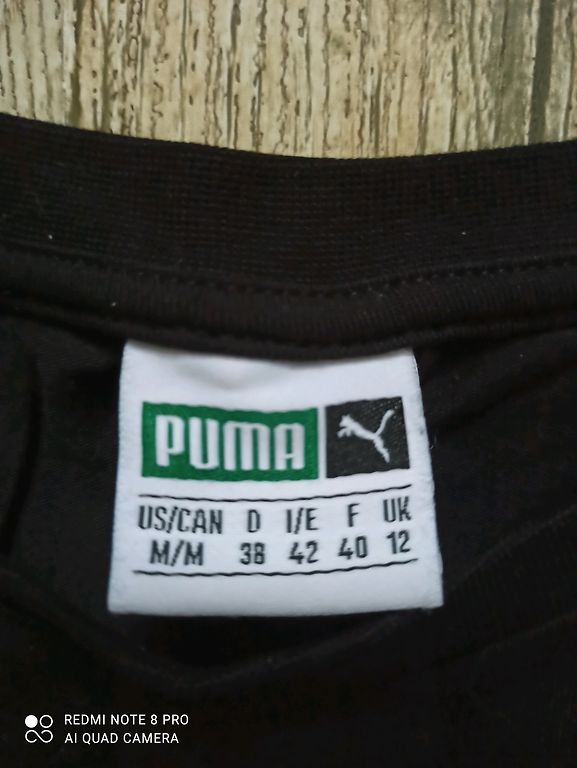 PUMA
US/CAN D I/E F UK
M/M 38 42 40 12
REDMI NOTE 8 PRO
AI QUAD CAMERA